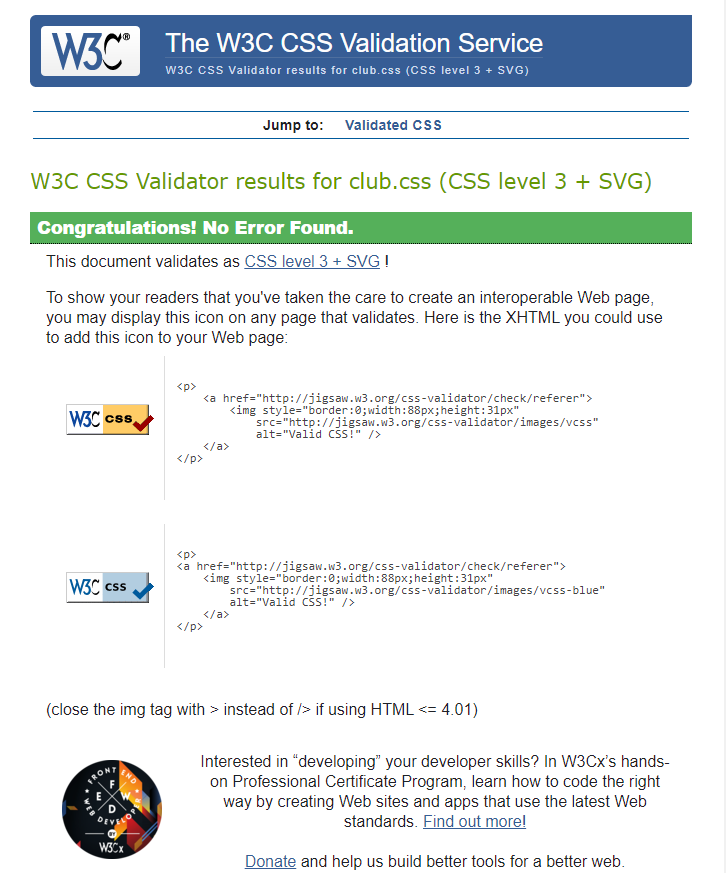 W3C®
The W3C CSS Validation Service
W3C CSS Validator results for club.css (CSS level 3 + SVG)
Jump to: Validated CSS
W3C CSS Validator results for club.css (CSS level 3 + SVG)
Congratulations! No Error Found.
This document validates as CSS level 3 + SVG !
To show your readers that you've taken the care to create an interoperable Web page,
you may display this icon on any page that validates. Here is the XHTML you could use
to add this icon to your Web page:
W3C css
<p>
    <a href="http://jigsaw.w3.org/css-validator/check/referer">
        <img style="border:0;width:88px;height:31px"
            src="http://jigsaw.w3.org/css-validator/images/vcss"
            alt="Valid CSS!" />
    </a>
</p>
W3C css
<p>
<a href="http://jigsaw.w3.org/css-validator/check/referer">
    <img style="border:0;width:88px;height:31px"
        src="http://jigsaw.w3.org/css-validator/images/vcss-blue"
        alt="Valid CSS!" />
    </a>
</p>
(close the img tag with > instead of /> if using HTML <= 4.01)
FRONT END
F
E W
D
WEB DEVELOPER
BY
W3Cx
Interested in “developing” your developer skills? In W3Cx’s hands-
on Professional Certificate Program, learn how to code the right
way by creating Web sites and apps that use the latest Web
standards. Find out more!
Donate and help us build better tools for a better web.